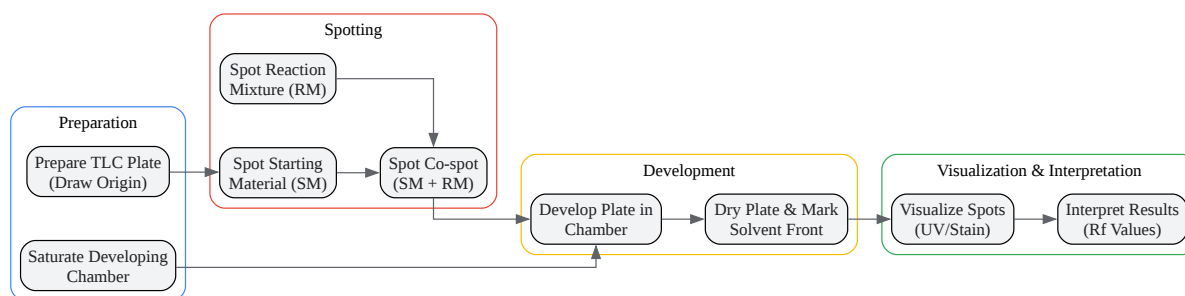 Spotting
Spot Reaction
Mixture (RM)
Preparation
Prepare TLC Plate
(Draw Origin)
Spot Starting
Material (SM)
Spot Co-spot
(SM + RM)
Development
Visualization & Interpretation
Develop Plate in
Chamber
Dry Plate & Mark
Solvent Front
Visualize Spots
(UV/Stain)
Interpret Results
(Rf Values)
Saturate Developing
Chamber